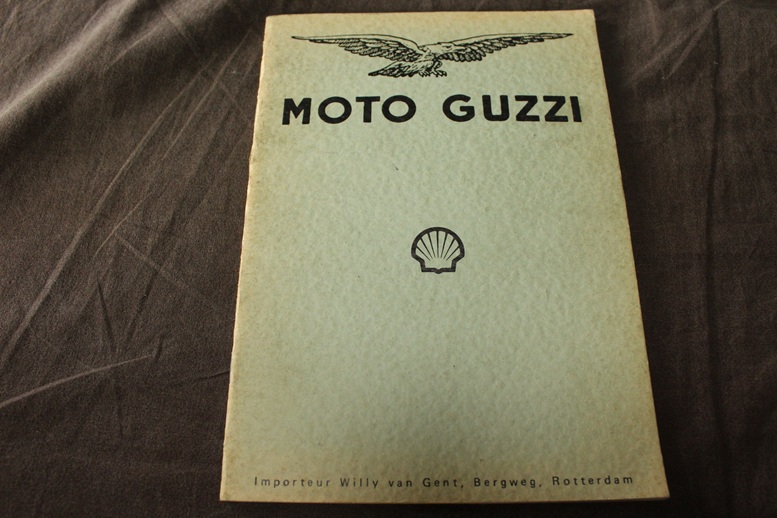 MOTO GUZZI
Importeur Willy van Gent, Bergweg, Rotterdam